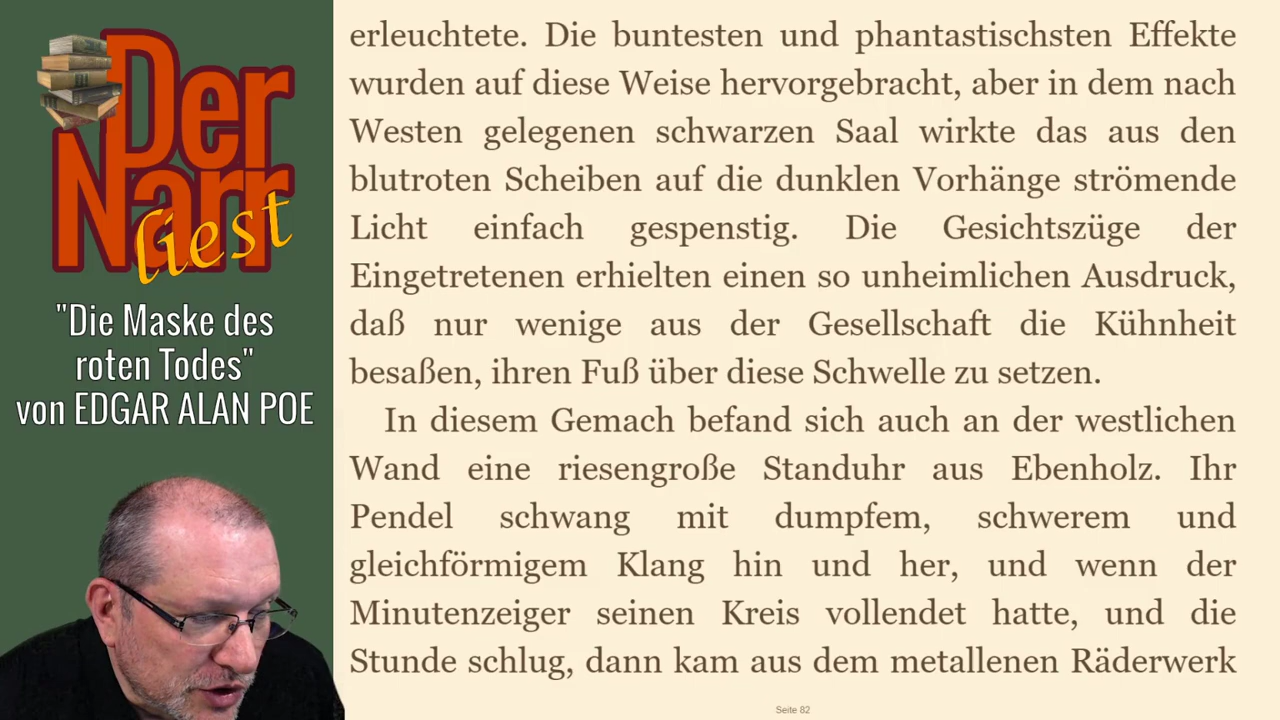 Der
Narr
liest
"Die Maske des
roten Todes"
von EDGAR ALAN POE
erleuchtete. Die buntesten und phantastischsten Effekte
wurden auf diese Weise hervorgebracht, aber in dem nach
Westen gelegenen schwarzen Saal wirkte das aus den
blutroten Scheiben auf die dunklen Vorhänge strömende
Licht einfach gespenstig. Die Gesichtszüge der
Eingetretenen erhielten einen so unheimlichen Ausdruck,
daß nur wenige aus der Gesellschaft die Kühnheit
besaßen, ihren Fuß über diese Schwelle zu setzen.
In diesem Gemach befand sich auch an der westlichen
Wand eine riesengroße Standuhr aus Ebenholz. Ihr
Pendel schwang mit dumpfem, schwerem und
gleichförmigem Klang hin und her, und wenn der
Minutenzeiger seinen Kreis vollendet hatte, und die
Stunde schlug, dann kam aus dem metallenen Räderwerk
Seite 82